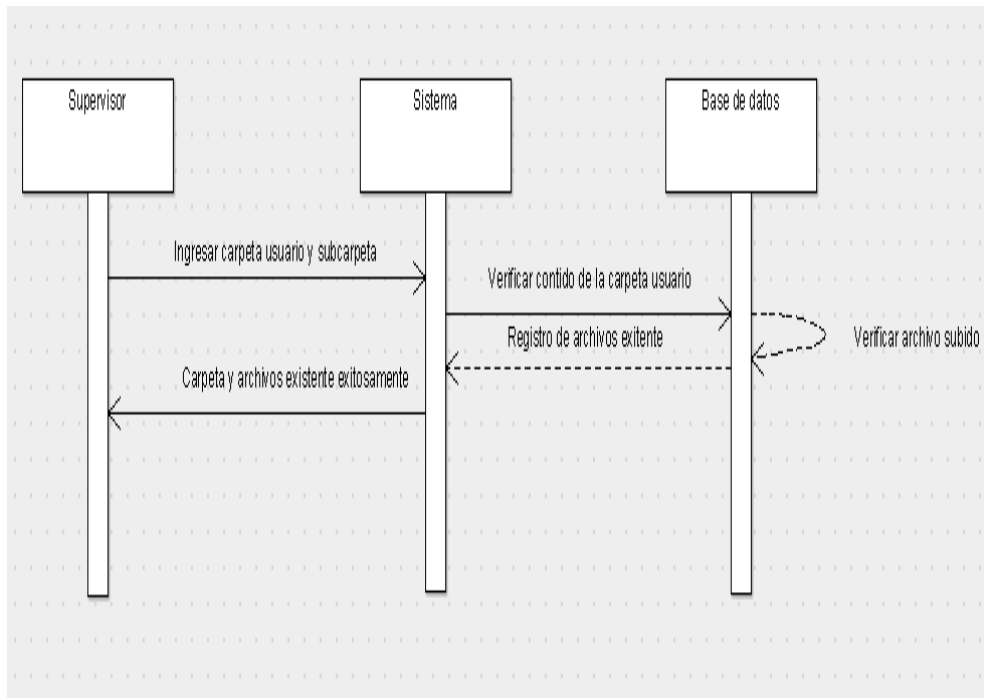 Supervisor
Sistema
Base de datos
Ingresar carpeta usuario y subcarpeta
Verificar contido de la carpeta usuario
Registro de archivos exitente
Verificar archivo subido
Carpeta y archivos existente exitosamente